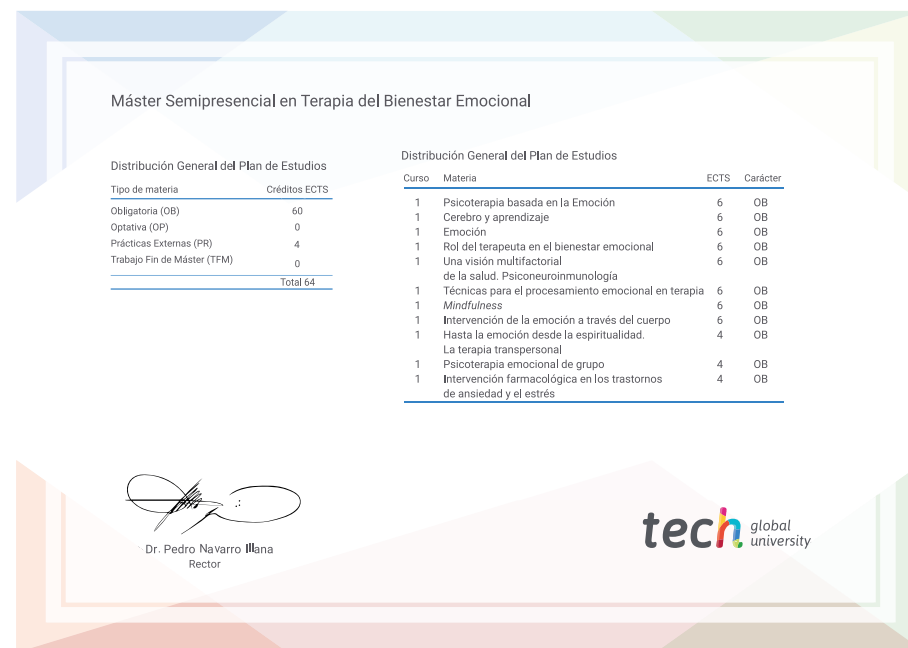 Máster Semipresencial en Terapia del Bienestar Emocional
Distribución General del Plan de Estudios
Tipo de materia Créditos ECTS
Obligatoria (OB) 60
Optativa (OP) 0
Prácticas Externas (PR) 4
Trabajo Fin de Máster (TFM) 0
Total 64
Distribución General del Plan de Estudios
Curso Materia ECTS Carácter
1 Psicoterapia basada en la Emoción 6 OB
1 Cerebro y aprendizaje 6 OB
1 Emoción 6 OB
1 Rol del terapeuta en el bienestar emocional 6 OB
1 Una visión multifactorial 6 OB
de la salud. Psiconeuroinmunología
1 Técnicas para el procesamiento emocional en terapia 6 OB
1 Mindfulness 6 OB
1 Intervención de la emoción a través del cuerpo 6 OB
1 Hasta la emoción desde la espiritualidad. 4 OB
La terapia transpersonal
1 Psicoterapia emocional de grupo 4 OB
1 Intervención farmacológica en los trastornos 4 OB
de ansiedad y el estrés
Dr. Pedro Navarro Illana
Rector
tech global
university